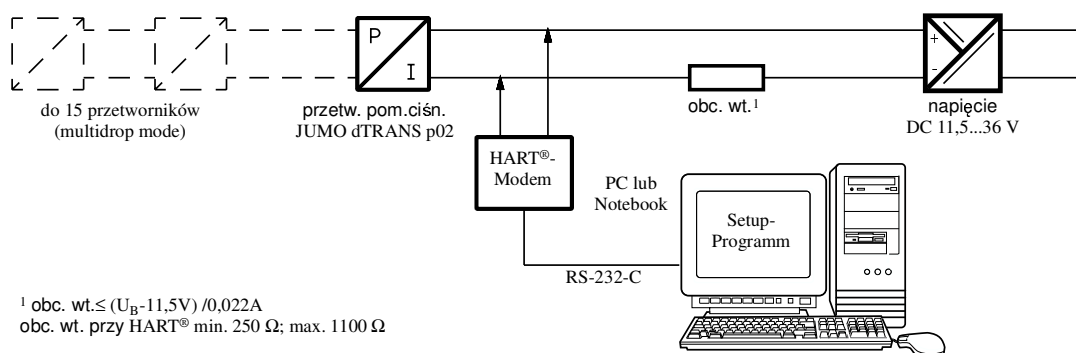 P
I
+
-
do 15 przetworników
(multidrop mode)
przetw. pom.ciśn.
JUMO dTRANS p02
obc. wt.¹
napięcie
DC 11,5...36 V
HART®-
Modem
PC lub
Notebook
Setup-
Programm
RS-232-C
¹ obc. wt.≤ (U_B-11,5V) /0,022A
obc. wt. przy HART® min. 250 Ω; max. 1100 Ω